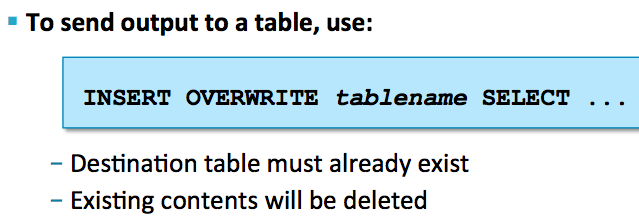 ▪ To send output to a table, use:
INSERT OVERWRITE tablename SELECT ...
– Destination table must already exist
– Existing contents will be deleted